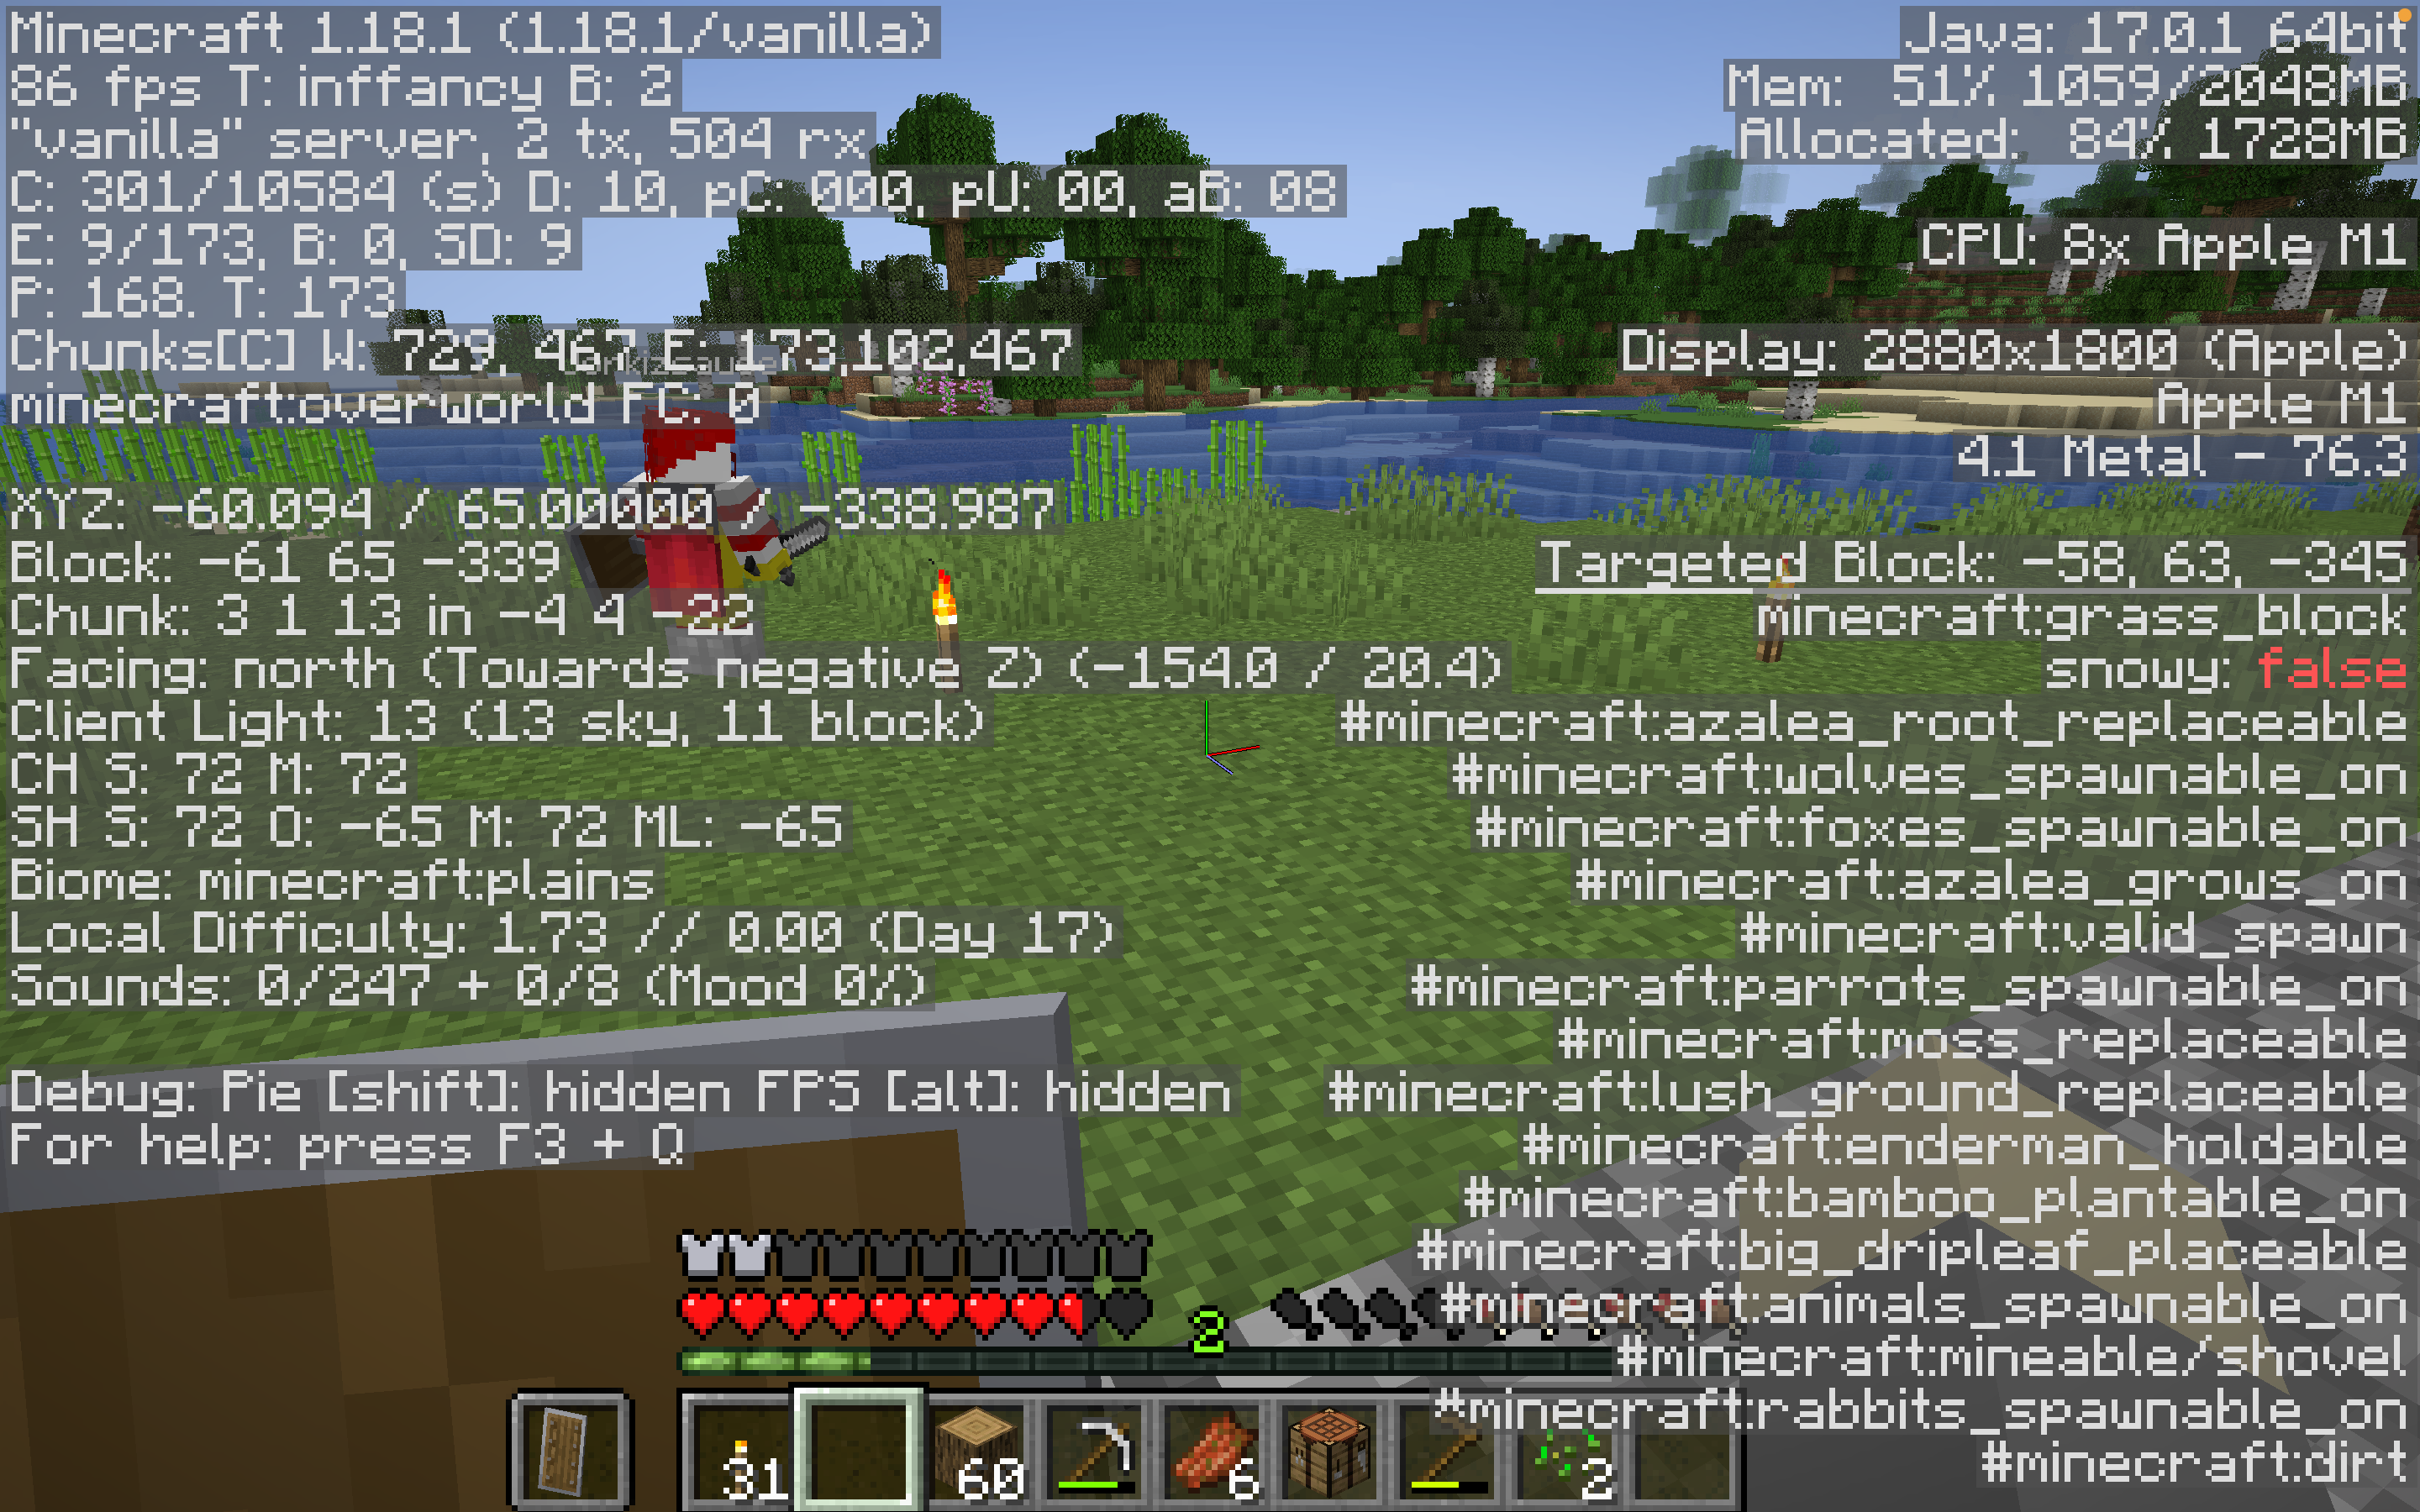 Minecraft 1.18.1 (1.18.1/vanilla)
86 fps T: inffancy B: 2
"vanilla" server, 2 tx, 504 rx
C: 301/10584 (s) D: 10, pC: 000, pU: 00, aB: 08
E: 9/173, B: 0, SD: 9
P: 168. T: 173
Chunks[C] W: 729, 467 E: 173,102,467
minecraft:overworld FC: 0
XYZ: -60.094 / 65.00000 / -338.987
Block: -61 65 -339
Chunk: 3 1 13 in -4 4 -22
Facing: north (Towards negative Z) (-154.0 / 20.4)
Client Light: 13 (13 sky, 11 block)
CH S: 72 M: 72
SH S: 72 O: -65 M: 72 ML: -65
Biome: minecraft:plains
Local Difficulty: 1.73 // 0.00 (Day 17)
Sounds: 0/247 + 0/8 (Mood 0%)
Debug: Pie [shift]: hidden FPS [alt]: hidden
For help: press F3 + Q
Java: 17.0.1 64bit
Mem: 51% 1059/2048MB
Allocated: 84% 1728MB
CPU: 8x Apple M1
Display: 2880x1800 (Apple)
Apple M1
4.1 Metal - 76.3
Targeted Block: -58, 63, -345
minecraft:grass_block
snowy: false
#minecraft:azalea_root_replaceable
#minecraft:wolves_spawnable_on
#minecraft:foxes_spawnable_on
#minecraft:azalea_grows_on
#minecraft:valid_spawn
#minecraft:parrots_spawnable_on
#minecraft:moss_replaceable
#minecraft:lush_ground_replaceable
#minecraft:enderman_holdable
#minecraft:bamboo_plantable_on
#minecraft:big_dripleaf_placeable
#minecraft:animals_spawnable_on
#minecraft:mineable/shovel
#minecraft:rabbits_spawnable_on
#minecraft:dirt
2
31 60 6 2